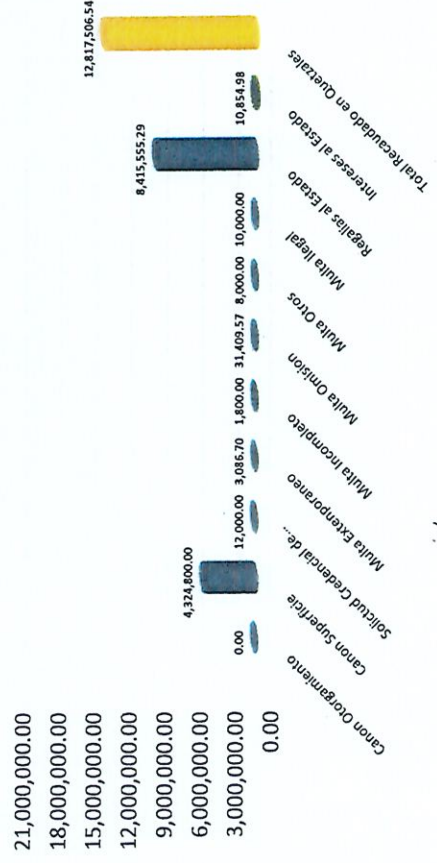 21,000,000.00
18,000,000.00
15,000,000.00
12,000,000.00
9,000,000.00
6,000,000.00
3,000,000.00
0.00
0.00
4,324,800.00
12,000.00
3,086.70
1,800.00
31,409.57
8,000.00
10,000.00
8,415,555.29
10,854.98
12,817,506.54
Canon Otorgamiento
Canon Superficie
Solicitud Credencial de...
Multa Extenporaneo
Multa Incompleto
Multa Omision
Multa Otros
Multa Ilegal
Regalías al Estado
Intereses al Estado
Total Recaudado en Quetzales